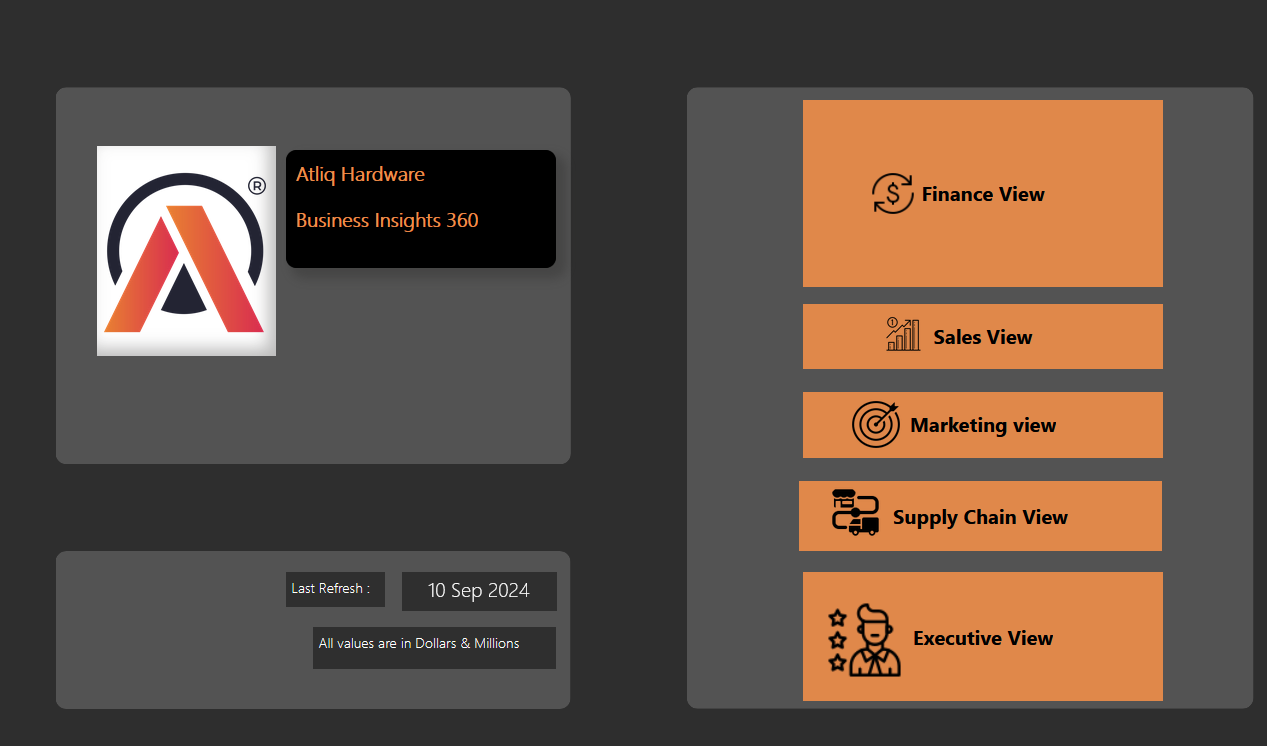 ®
Atliq Hardware
Business Insights 360
Last Refresh :
10 Sep 2024
All values are in Dollars & Millions
$
Finance View
1
Sales View
Marketing view
Supply Chain View
Executive View